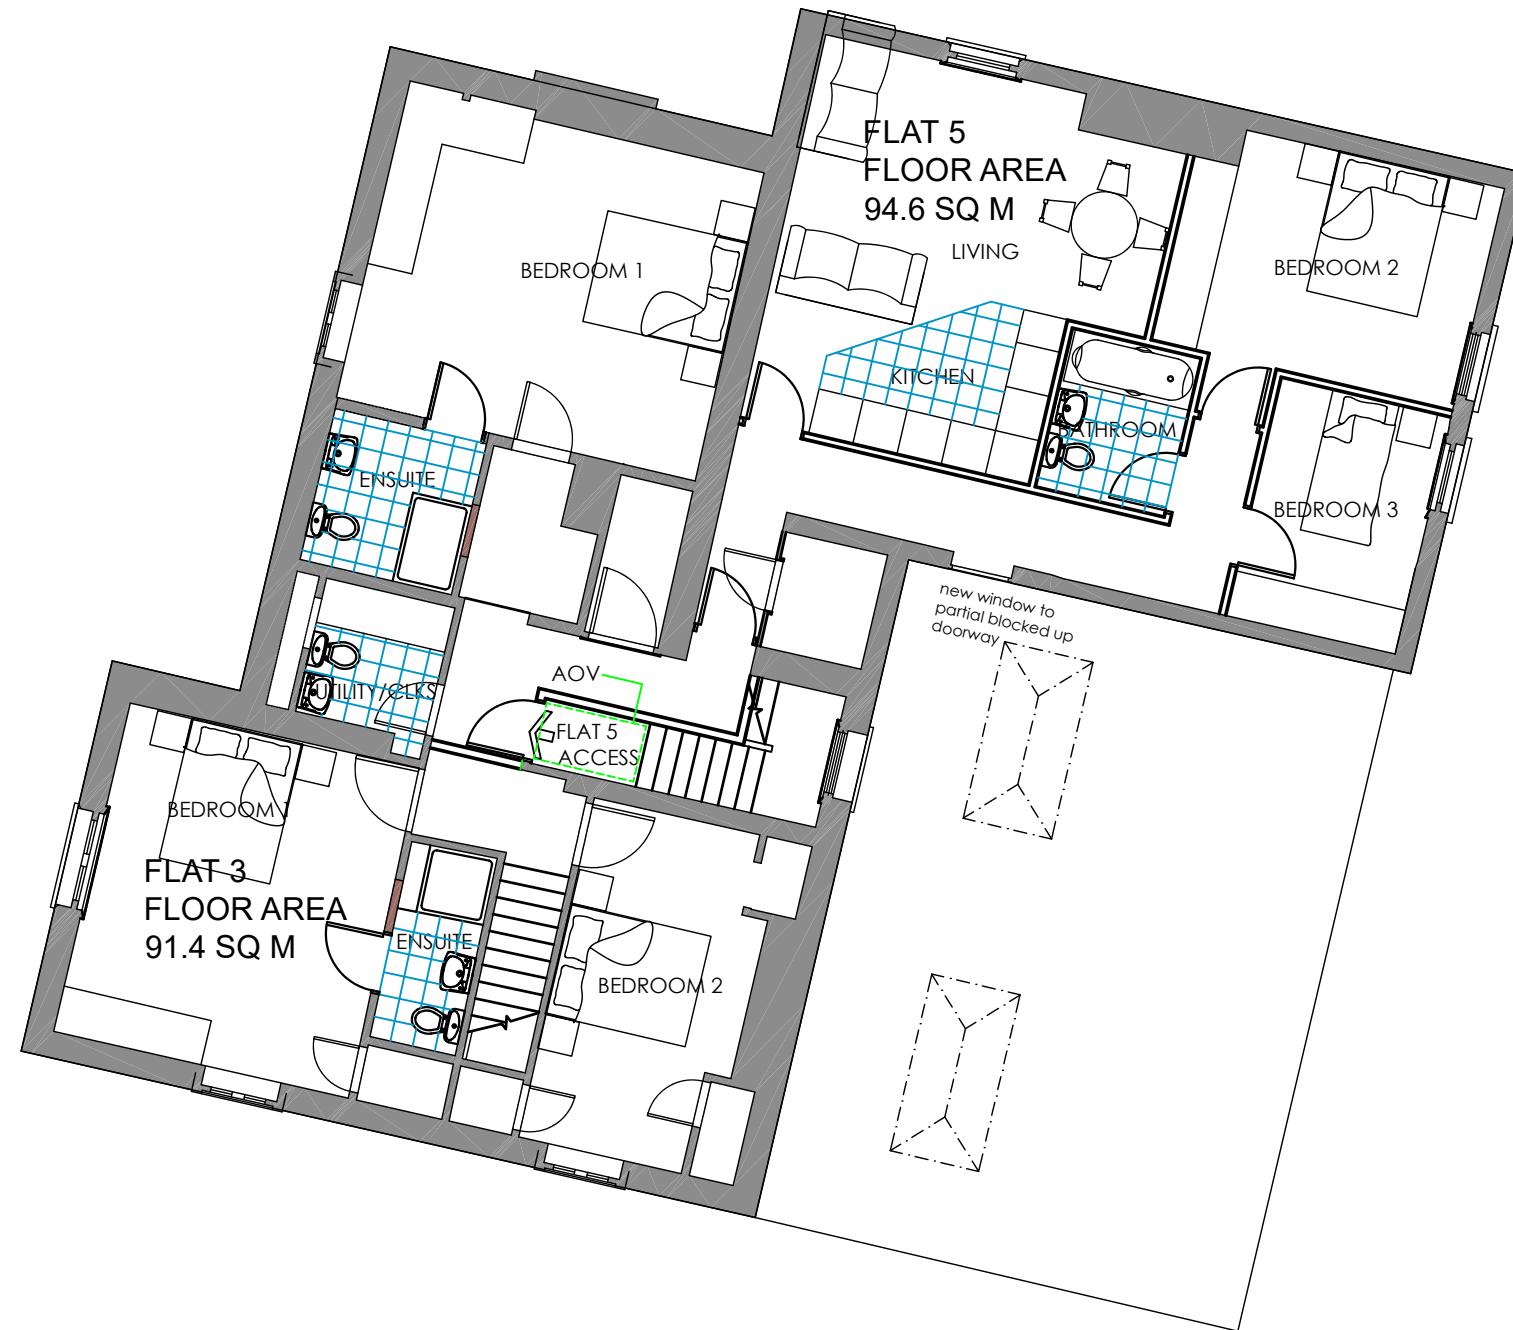 FLAT 5
FLOOR AREA
94.6 SQ M
LIVING
BEDROOM 1
BEDROOM 2
KITCHEN
BATHROOM
ENSUITE
BEDROOM 3
new window to
partial blocked up
doorway
AOV
UTILITY/CLKS
FLAT 5
ACCESS
BEDROOM 1
FLAT 3
FLOOR AREA
91.4 SQ M
ENSUITE
BEDROOM 2